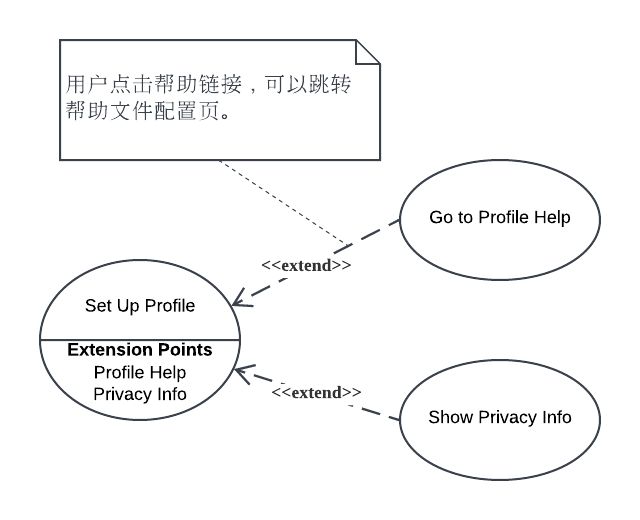 用户点击帮助链接，可以跳转
帮助文件配置页。
Go to Profile Help
<<extend>>
Set Up Profile
Extension Points
Profile Help
Privacy Info
<<extend>>
Show Privacy Info